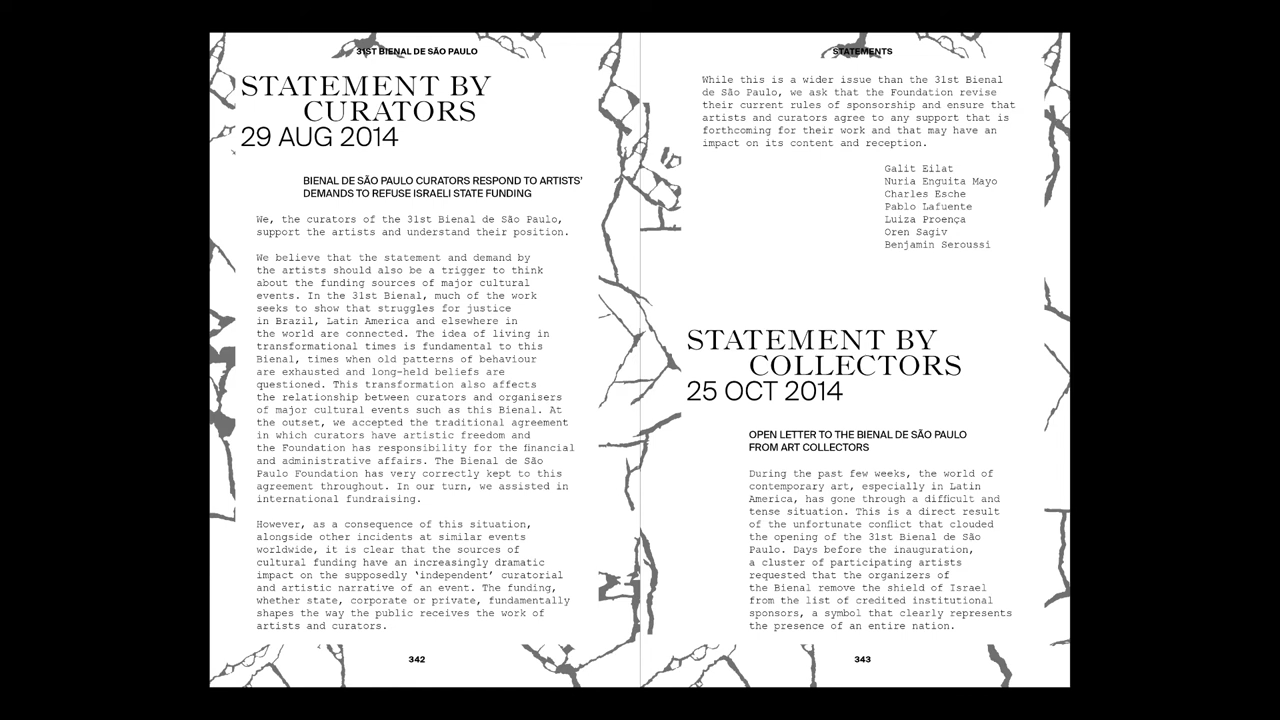 31ST BIENAL DE SÃO PAULO
STATEMENT BY
CURATORS
29 AUG 2014
BIENAL DE SÃO PAULO CURATORS RESPOND TO ARTISTS'
DEMANDS TO REFUSE ISRAELI STATE FUNDING
We, the curators of the 31st Bienal de São Paulo,
support the artists and understand their position.
We believe that the statement and demand by
the artists should also be a trigger to think
about the funding sources of major cultural
events. In the 31st Bienal, much of the work
seeks to show that struggles for justice
in Brazil, Latin America and elsewhere in
the world are connected. The idea of living in
transformational times is fundamental to this
Bienal, times when old patterns of behaviour
are exhausted and long-held beliefs are
questioned. This transformation also affects
the relationship between curators and organisers
of major cultural events such as this Bienal. At
the outset, we accepted the traditional agreement
in which curators have artistic freedom and
the Foundation has responsibility for the financial
and administrative affairs. The Bienal de São
Paulo Foundation has very correctly kept to this
agreement throughout. In our turn, we assisted in
international fundraising.
However, as a consequence of this situation,
alongside other incidents at similar events
worldwide, it is clear that the sources of
cultural funding have an increasingly dramatic
impact on the supposedly 'independent' curatorial
and artistic narrative of an event. The funding,
whether state, corporate or private, fundamentally
shapes the way the public receives the work of
artists and curators.
342
STATEMENTS
While this is a wider issue than the 31st Bienal
de São Paulo, we ask that the Foundation revise
their current rules of sponsorship and ensure that
artists and curators agree to any support that is
forthcoming for their work and that may have an
impact on its content and reception.
Galit Eilat
Nuria Enguita Mayo
Charles Esche
Pablo Lafuente
Luiza Proença
Oren Sagiv
Benjamin Seroussi
STATEMENT BY
COLLECTORS
25 OCT 2014
OPEN LETTER TO THE BIENAL DE SÃO PAULO
FROM ART COLLECTORS
During the past few weeks, the world of
contemporary art, especially in Latin
America, has gone through a difficult and
tense situation. This is a direct result
of the unfortunate conflict that clouded
the opening of the 31st Bienal de São
Paulo. Days before the inauguration,
a cluster of participating artists
requested that the organizers of
the Bienal remove the shield of Israel
from the list of credited institutional
sponsors, a symbol that clearly represents
the presence of an entire nation.
343